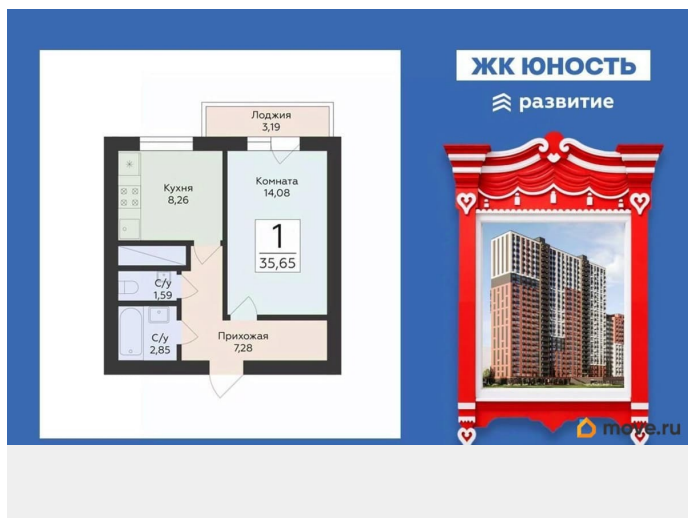 ЖК ЮНОСТЬ
развитие
Лоджия
3,19
Кухня
8,26
Комната
14,08
1
35,65
С/у
1,59
С/у
2,85
Прихожая
7,28
move.ru